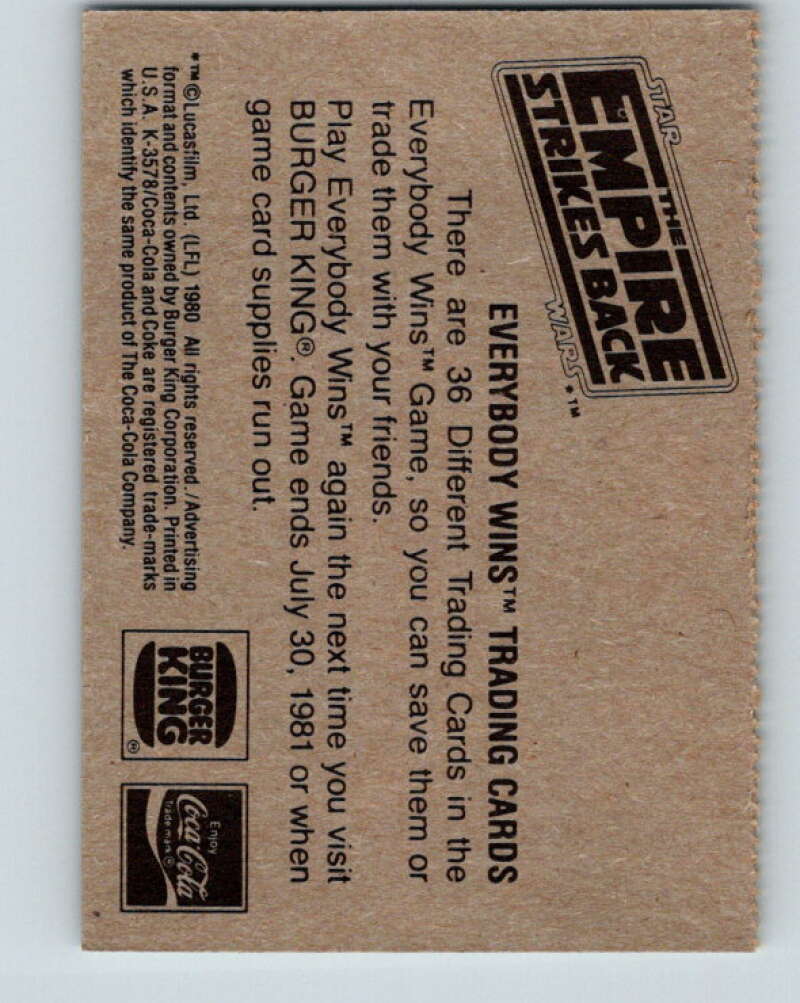 STAR
THE
EMPIRE
STRIKES BACK
WARS *™
EVERYBODY WINS™ TRADING CARDS
There are 36 Different Trading Cards in the
Everybody Wins™ Game, so you can save them or
trade them with your friends.
Play Everybody Wins™ again the next time you visit
BURGER KING®. Game ends July 30, 1981 or when
game card supplies run out.
*™ ©Lucasfilm, Ltd. (LFL) 1980 All rights reserved./Advertising
format and contents owned by Burger King Corporation. Printed in
U.S.A. K-3578/Coca-Cola and Coke are registered trade-marks
which identify the same product of The Coca-Cola Company.
BURGER
KING
®
Enjoy
Coca-Cola
Trade mark ®